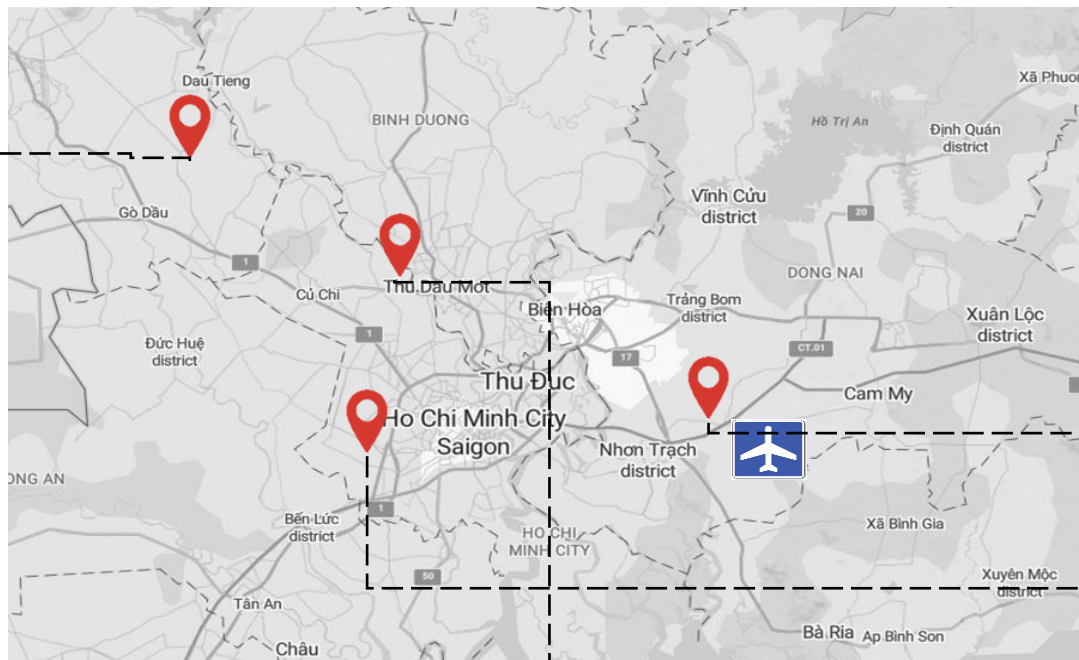 Dau Tieng
Xã Phuon
BINH DUONG
Hồ Trị An
Định Quán
district
Vĩnh Cửu
district
Gò Dầu
20
1
DONG NAI
Củ Chi
Thu Dau Mot
Biên Hòa
Trảng Bom
district
Xuân Lộc
district
1
Đức Huệ
district
CT.01
17
Thu Đuc
Cam My
Ho Chi Minh City
Saigon
Nhơn Trạch
district
ONG AN
1
Bến Lức
district
HO CHI
MINH CITY
Xã Bình Gia
50
Xuyên Mộc
district
Tân An
Bà Rịa
Ap Bình Son
Châu